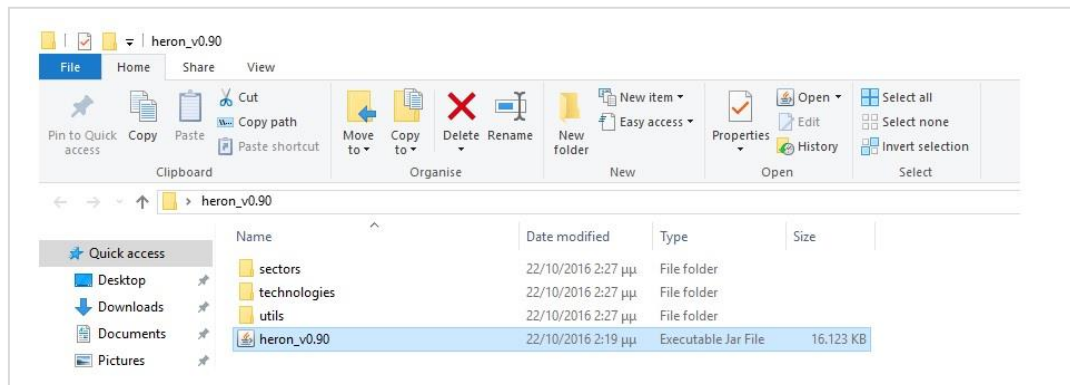 heron_v0.90
File Home Share View
Pin to Quick access
Copy
Paste
Cut
Copy path
Paste shortcut
Clipboard
Move to
Copy to
Delete
Rename
Organise
New folder
New item
Easy access
New
Properties
Open
Edit
History
Open
Select all
Select none
Invert selection
Select
heron_v0.90
Quick access
Desktop
Downloads
Documents
Pictures
Name Date modified Type Size
sectors 22/10/2016 2:27 μμ File folder
technologies 22/10/2016 2:27 μμ File folder
utils 22/10/2016 2:27 μμ File folder
heron_v0.90 22/10/2016 2:19 μμ Executable Jar File 16.123 KB